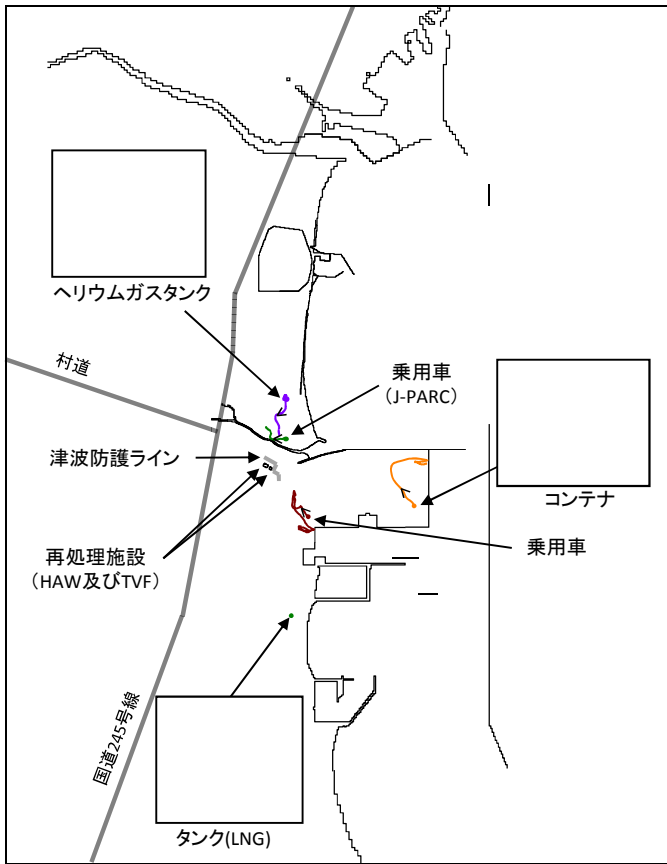 ヘリウムガスタンク
村道
乗用車
(J-PARC)
津波防護ライン
コンテナ
再処理施設
(HAW及びTVF)
乗用車
国道245号線
タンク(LNG)